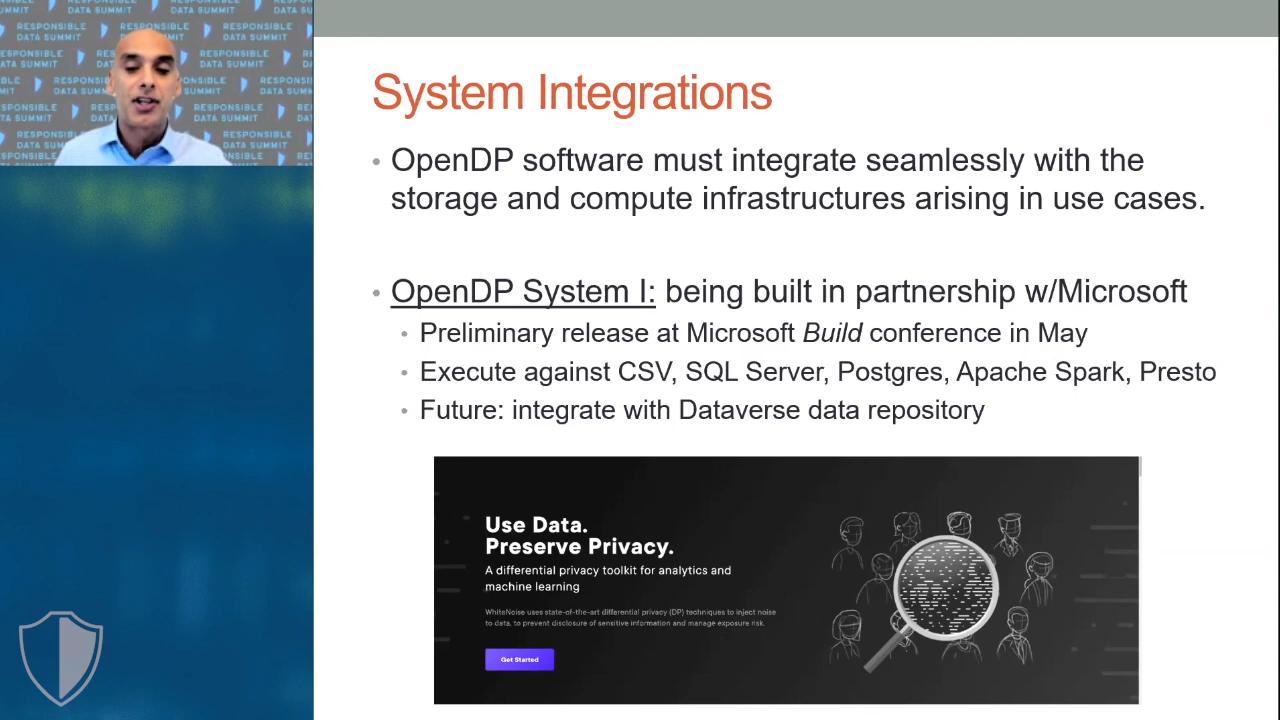 RESPONSIBLE
DATA SUMMIT
System Integrations
• OpenDP software must integrate seamlessly with the
storage and compute infrastructures arising in use cases.
• OpenDP System I: being built in partnership w/Microsoft
• Preliminary release at Microsoft Build conference in May
• Execute against CSV, SQL Server, Postgres, Apache Spark, Presto
• Future: integrate with Dataverse data repository
Use Data.
Preserve Privacy.
A differential privacy toolkit for analytics and
machine learning
WhiteNoise uses state-of-the-art differential privacy (DP) techniques to inject noise
to data, to prevent disclosure of sensitive information and manage exposure risk.
Get Started